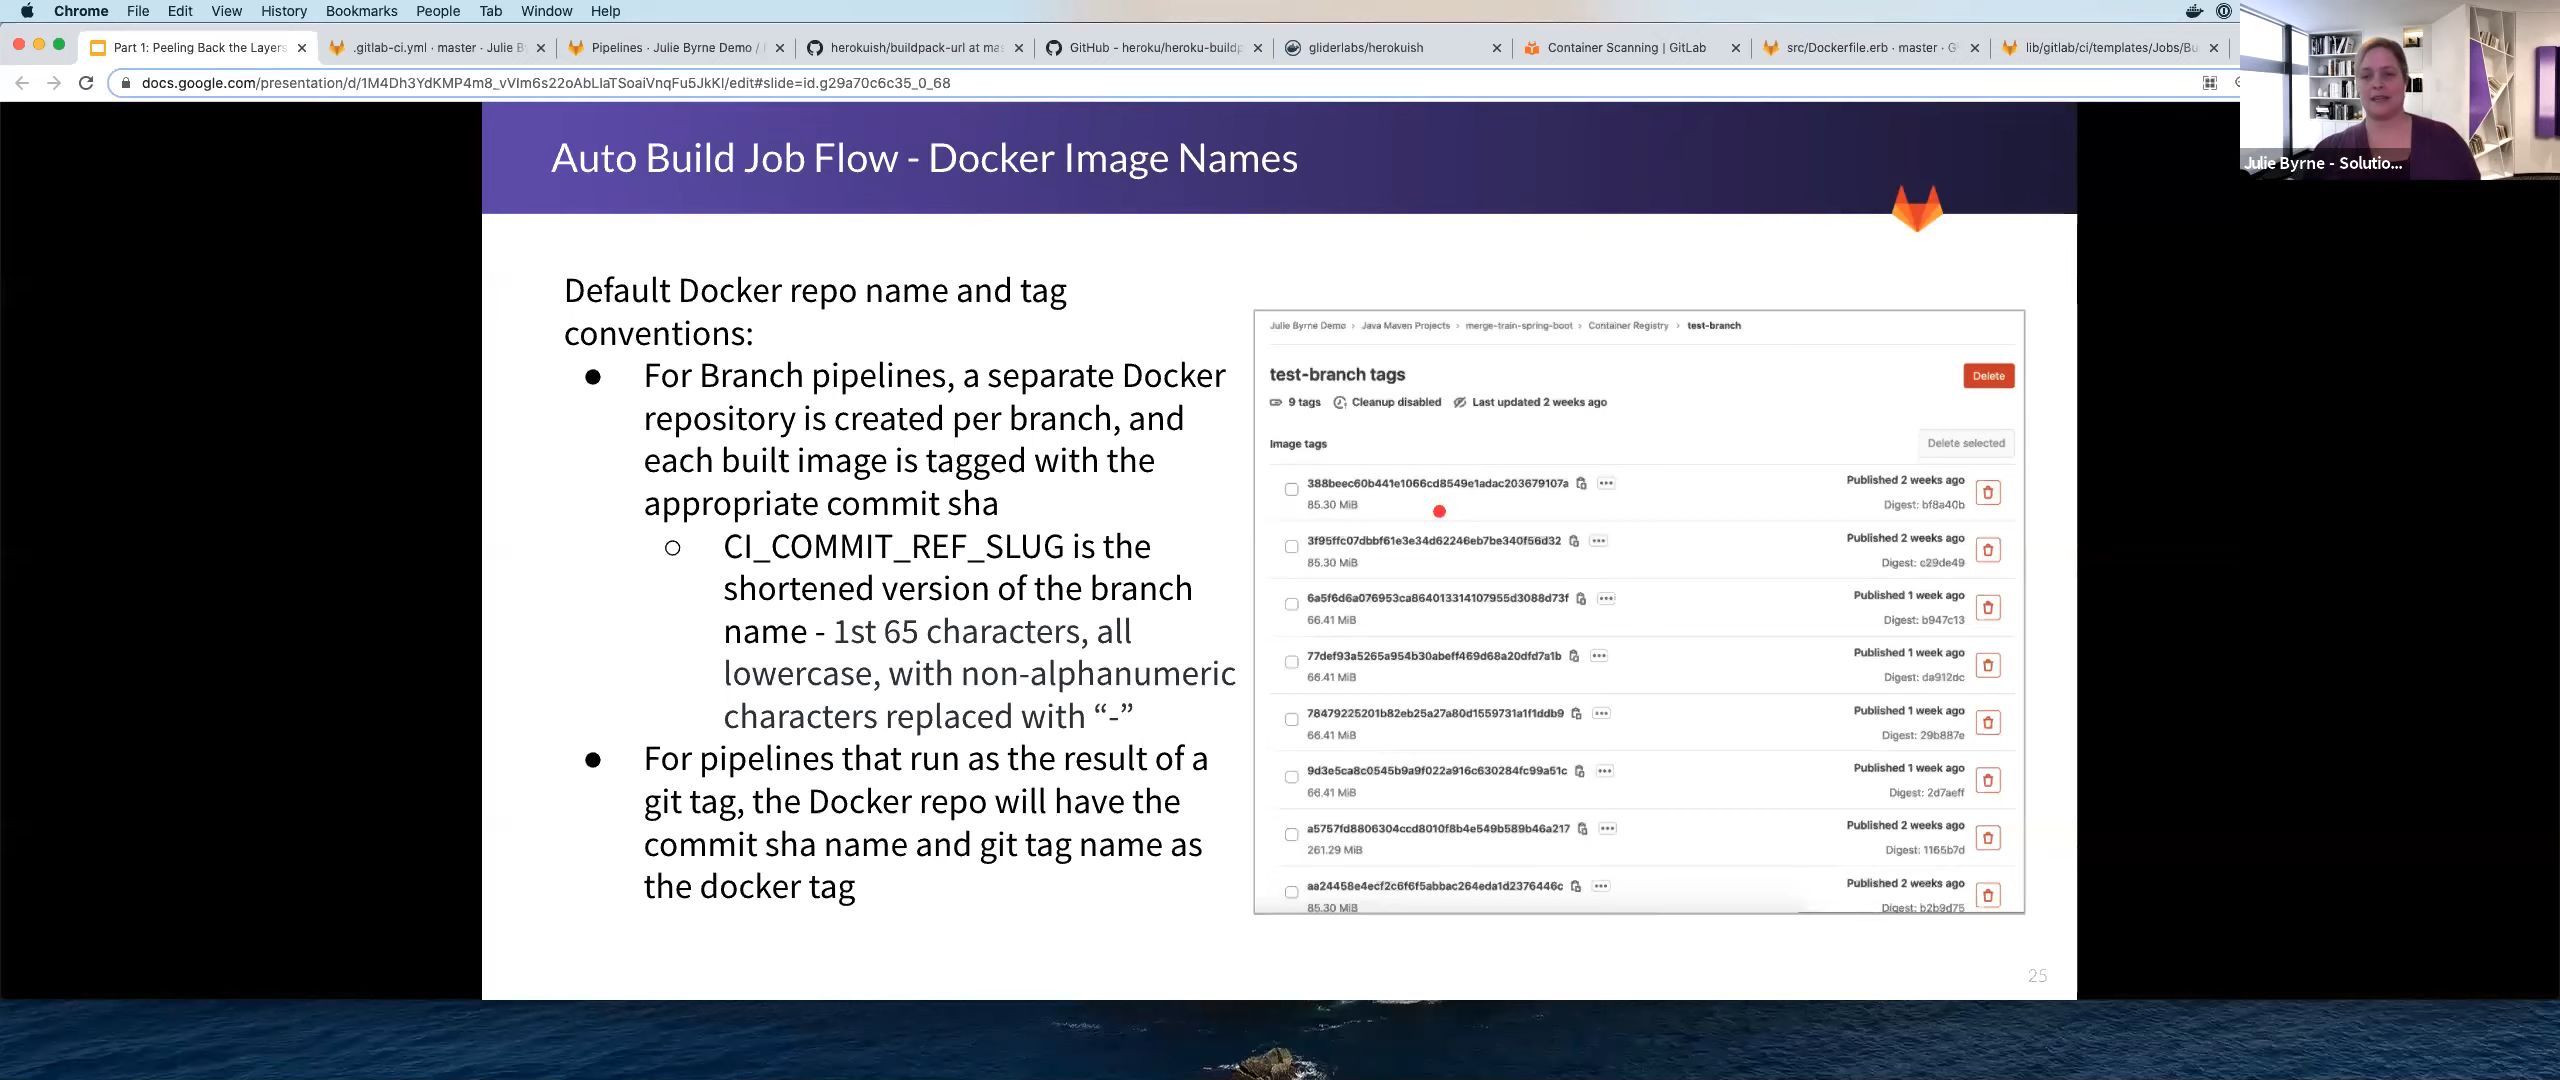 Chrome File Edit View History Bookmarks People Tab Window Help
Part 1: Peeling Back the Layers
.gitlab-ci.yml · master · Julie B
Pipelines · Julie Byrne Demo /
herokuish/buildpack-url at mas
GitHub - heroku/heroku-buildp
gliderlabs/herokuish
Container Scanning | GitLab
src/Dockerfile.erb · master · G
lib/gitlab/ci/templates/Jobs/Bu
docs.google.com/presentation/d/1M4Dh3YdKMP4m8_vVIm6s22oAbLIaTSoaiVnqFu5JkKI/edit#slide=id.g29a70c6c35_0_68
Julie Byrne - Solutio...
Auto Build Job Flow - Docker Image Names
Default Docker repo name and tag
conventions:
● For Branch pipelines, a separate Docker
repository is created per branch, and
each built image is tagged with the
appropriate commit sha
○ CI_COMMIT_REF_SLUG is the
shortened version of the branch
name - 1st 65 characters, all
lowercase, with non-alphanumeric
characters replaced with “-”
● For pipelines that run as the result of a
git tag, the Docker repo will have the
commit sha name and git tag name as
the docker tag
Julie Byrne Demo › Java Maven Projects › merge-train-spring-boot › Container Registry › test-branch
test-branch tags
Delete
9 tags Cleanup disabled Last updated 2 weeks ago
Image tags
Delete selected
388beec60b441e1066cd8549e1adac203679107a
Published 2 weeks ago
85.30 MiB
Digest: bf8a40b
3f95ffc07dbbf61e3e34d62246eb7be340f56d32
Published 2 weeks ago
85.30 MiB
Digest: c29de49
6a5f6d6a076953ca864013314107955d3088d73f
Published 1 week ago
66.41 MiB
Digest: b947c13
77def93a5265a954b30abeff469d68a20dfd7a1b
Published 1 week ago
66.41 MiB
Digest: da912dc
78479225201b82eb25a27a80d1559731a1f1ddb9
Published 1 week ago
66.41 MiB
Digest: 29b887e
9d3e5ca8c0545b9a9f022a916c630284fc99a51c
Published 1 week ago
66.41 MiB
Digest: 2d7aeff
a5757fd8806304ccd8010f8b4e549b589b46a217
Published 2 weeks ago
261.29 MiB
Digest: 1165b7d
aa24458e4ecf2c6f6f5abbac264eda1d2376446c
Published 2 weeks ago
85.30 MiB
Digest: b2b9d75
25